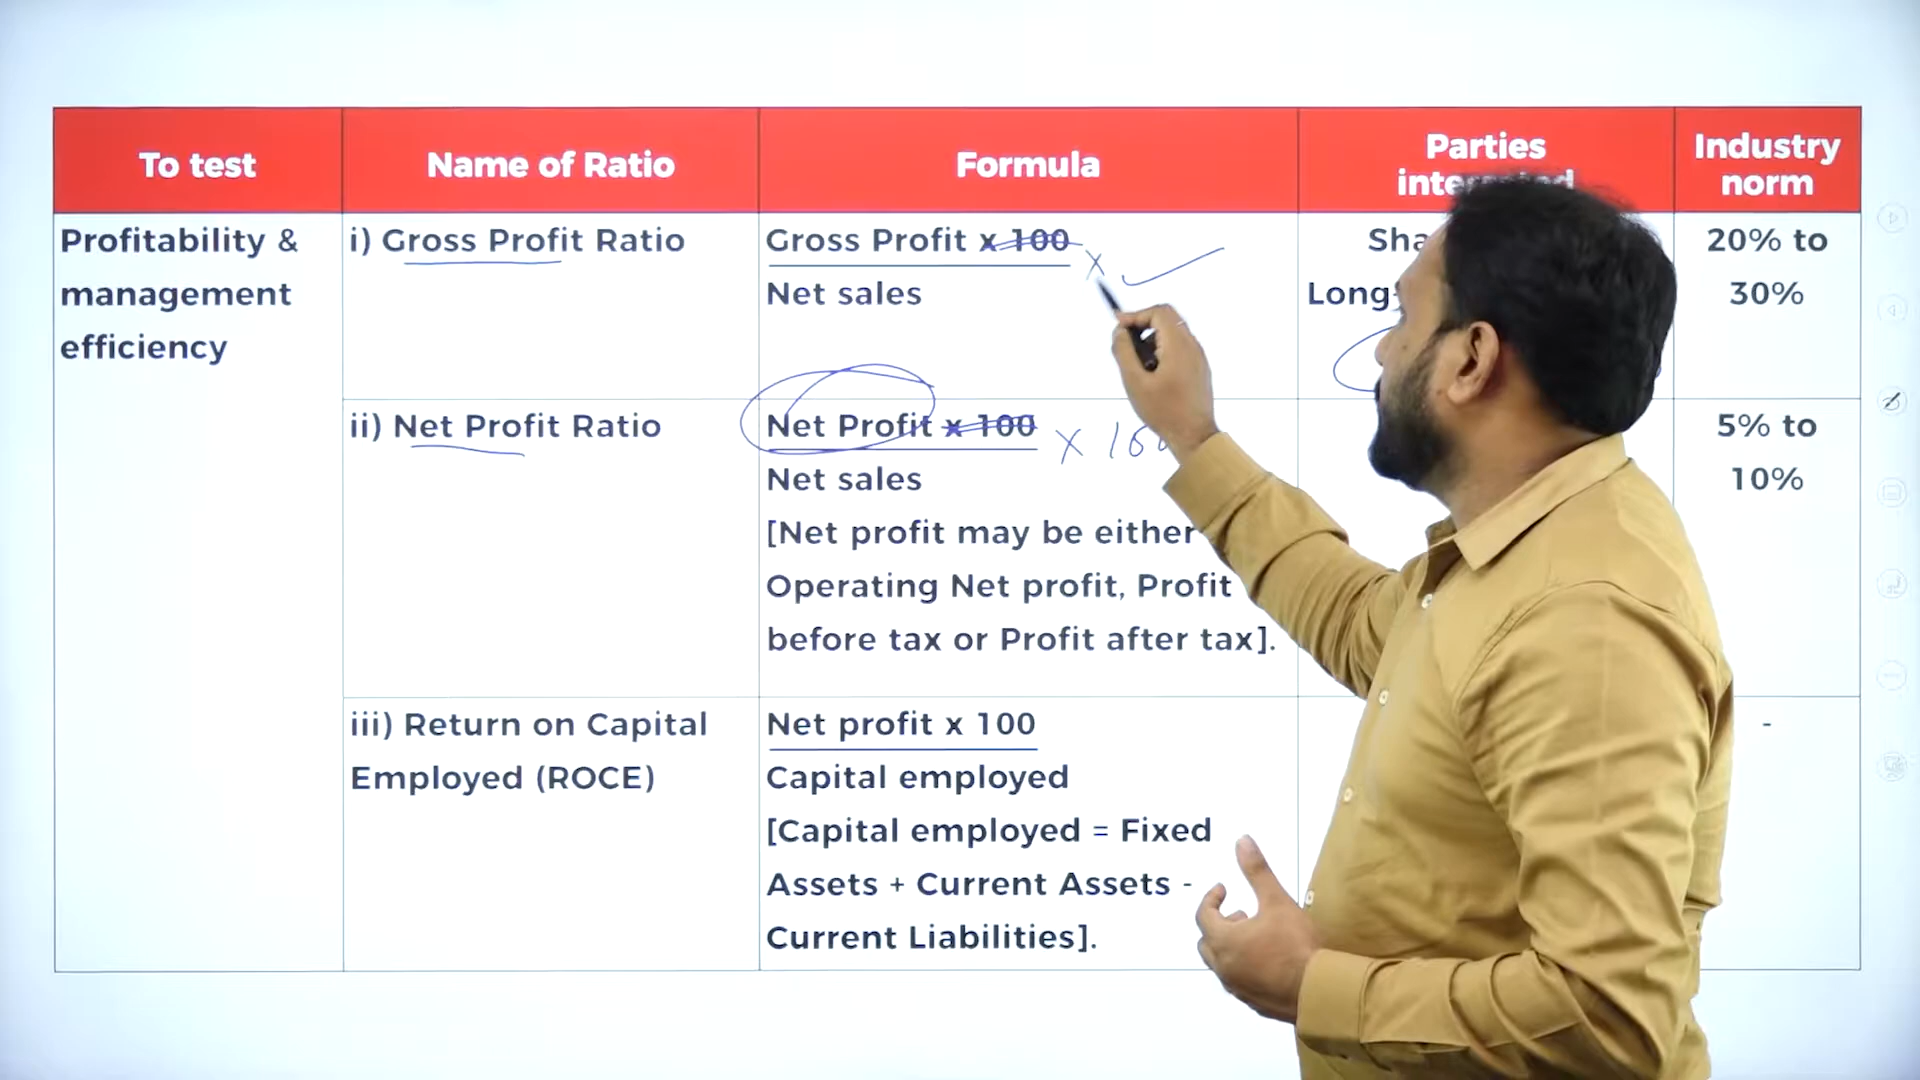 To test
Name of Ratio
Formula
Parties
Industry
norm
Profitability &
management
efficiency
i) Gross Profit Ratio
Gross Profit x 100
Net sales
X
Long-
20% to
30%
ii) Net Profit Ratio
Net Profit x 100
X 100
Net sales
[Net profit may be either
Operating Net profit, Profit
before tax or Profit after tax].
5% to
10%
iii) Return on Capital
Employed (ROCE)
Net profit x 100
Capital employed
[Capital employed = Fixed
Assets + Current Assets -
Current Liabilities].
-